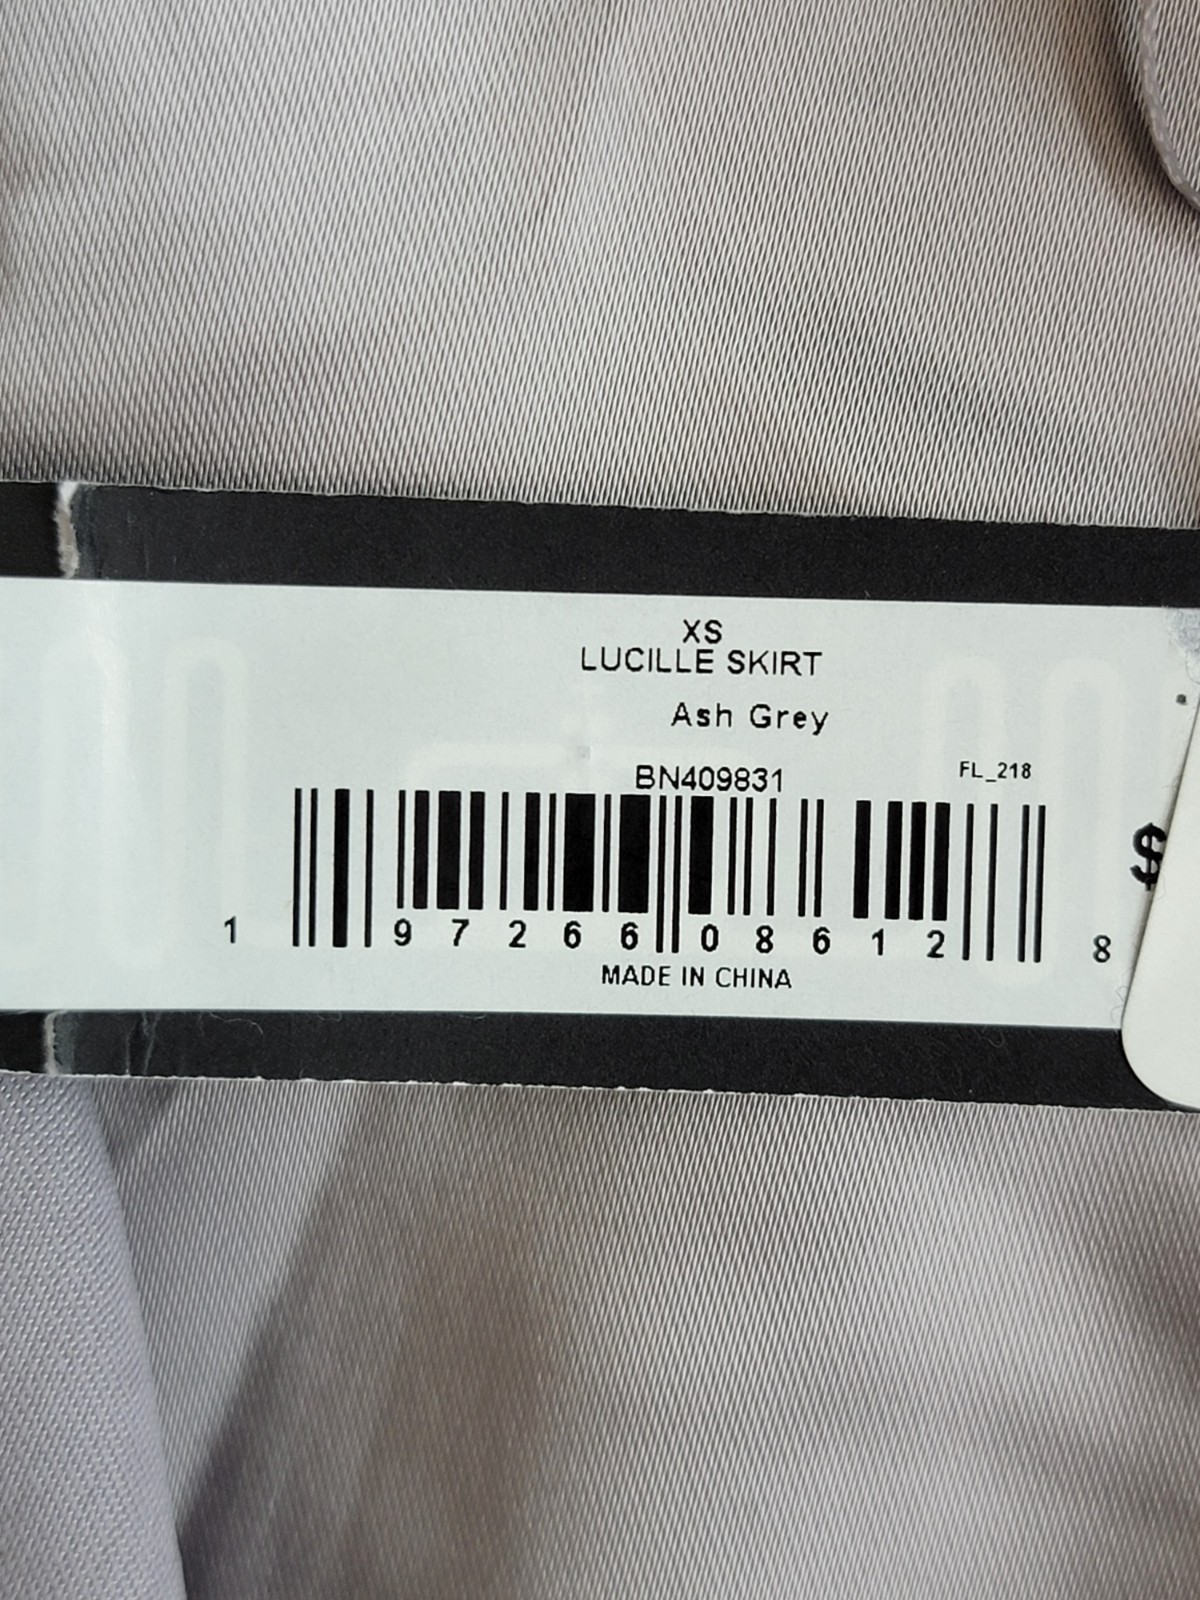 XS
LUCILLE SKIRT
Ash Grey
BN409831
FL_218
$
1 97266 08612 8
MADE IN CHINA